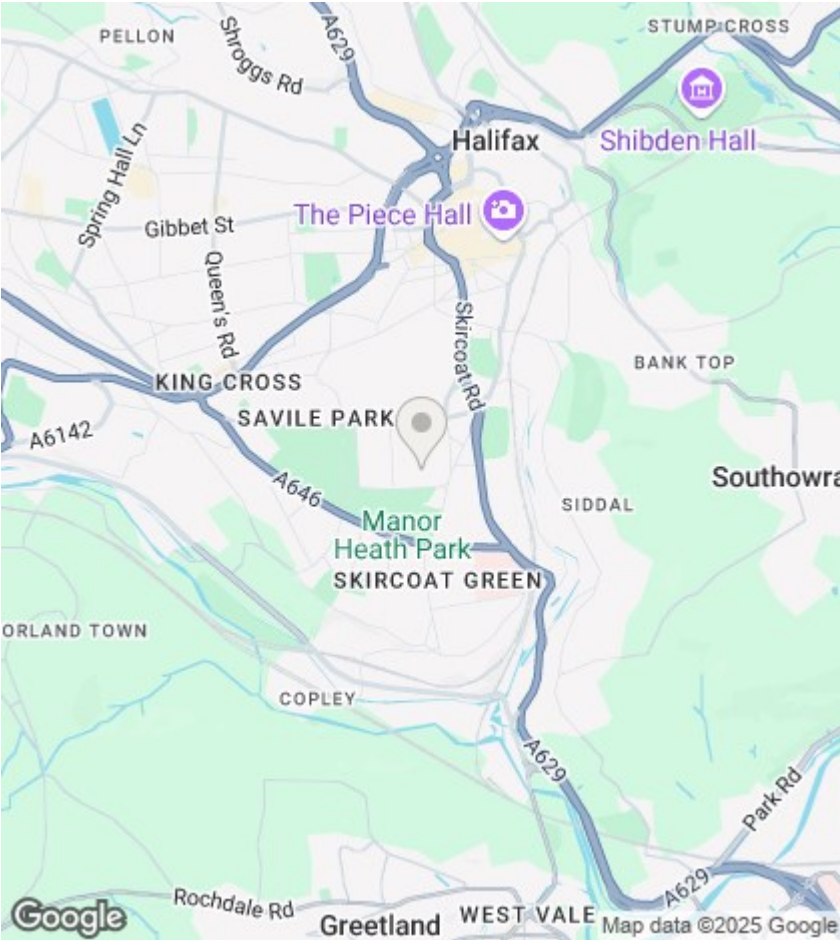 PELLON
Shroggs Rd
A629
STUMP CROSS
Halifax
Shibden Hall
Spring Hall Ln
The Piece Hall
Gibbet St
Queen's Rd
Skircoat Rd
BANK TOP
KING CROSS
SAVILE PARK
A6142
A646
Southowra
SIDDAL
Manor
Heath Park
SKIRCOAT GREEN
ORLAND TOWN
COPLEY
A629
Park Rd
A629
Rochdale Rd
Greetland
WEST VALE
Google
Map data ©2025 Google